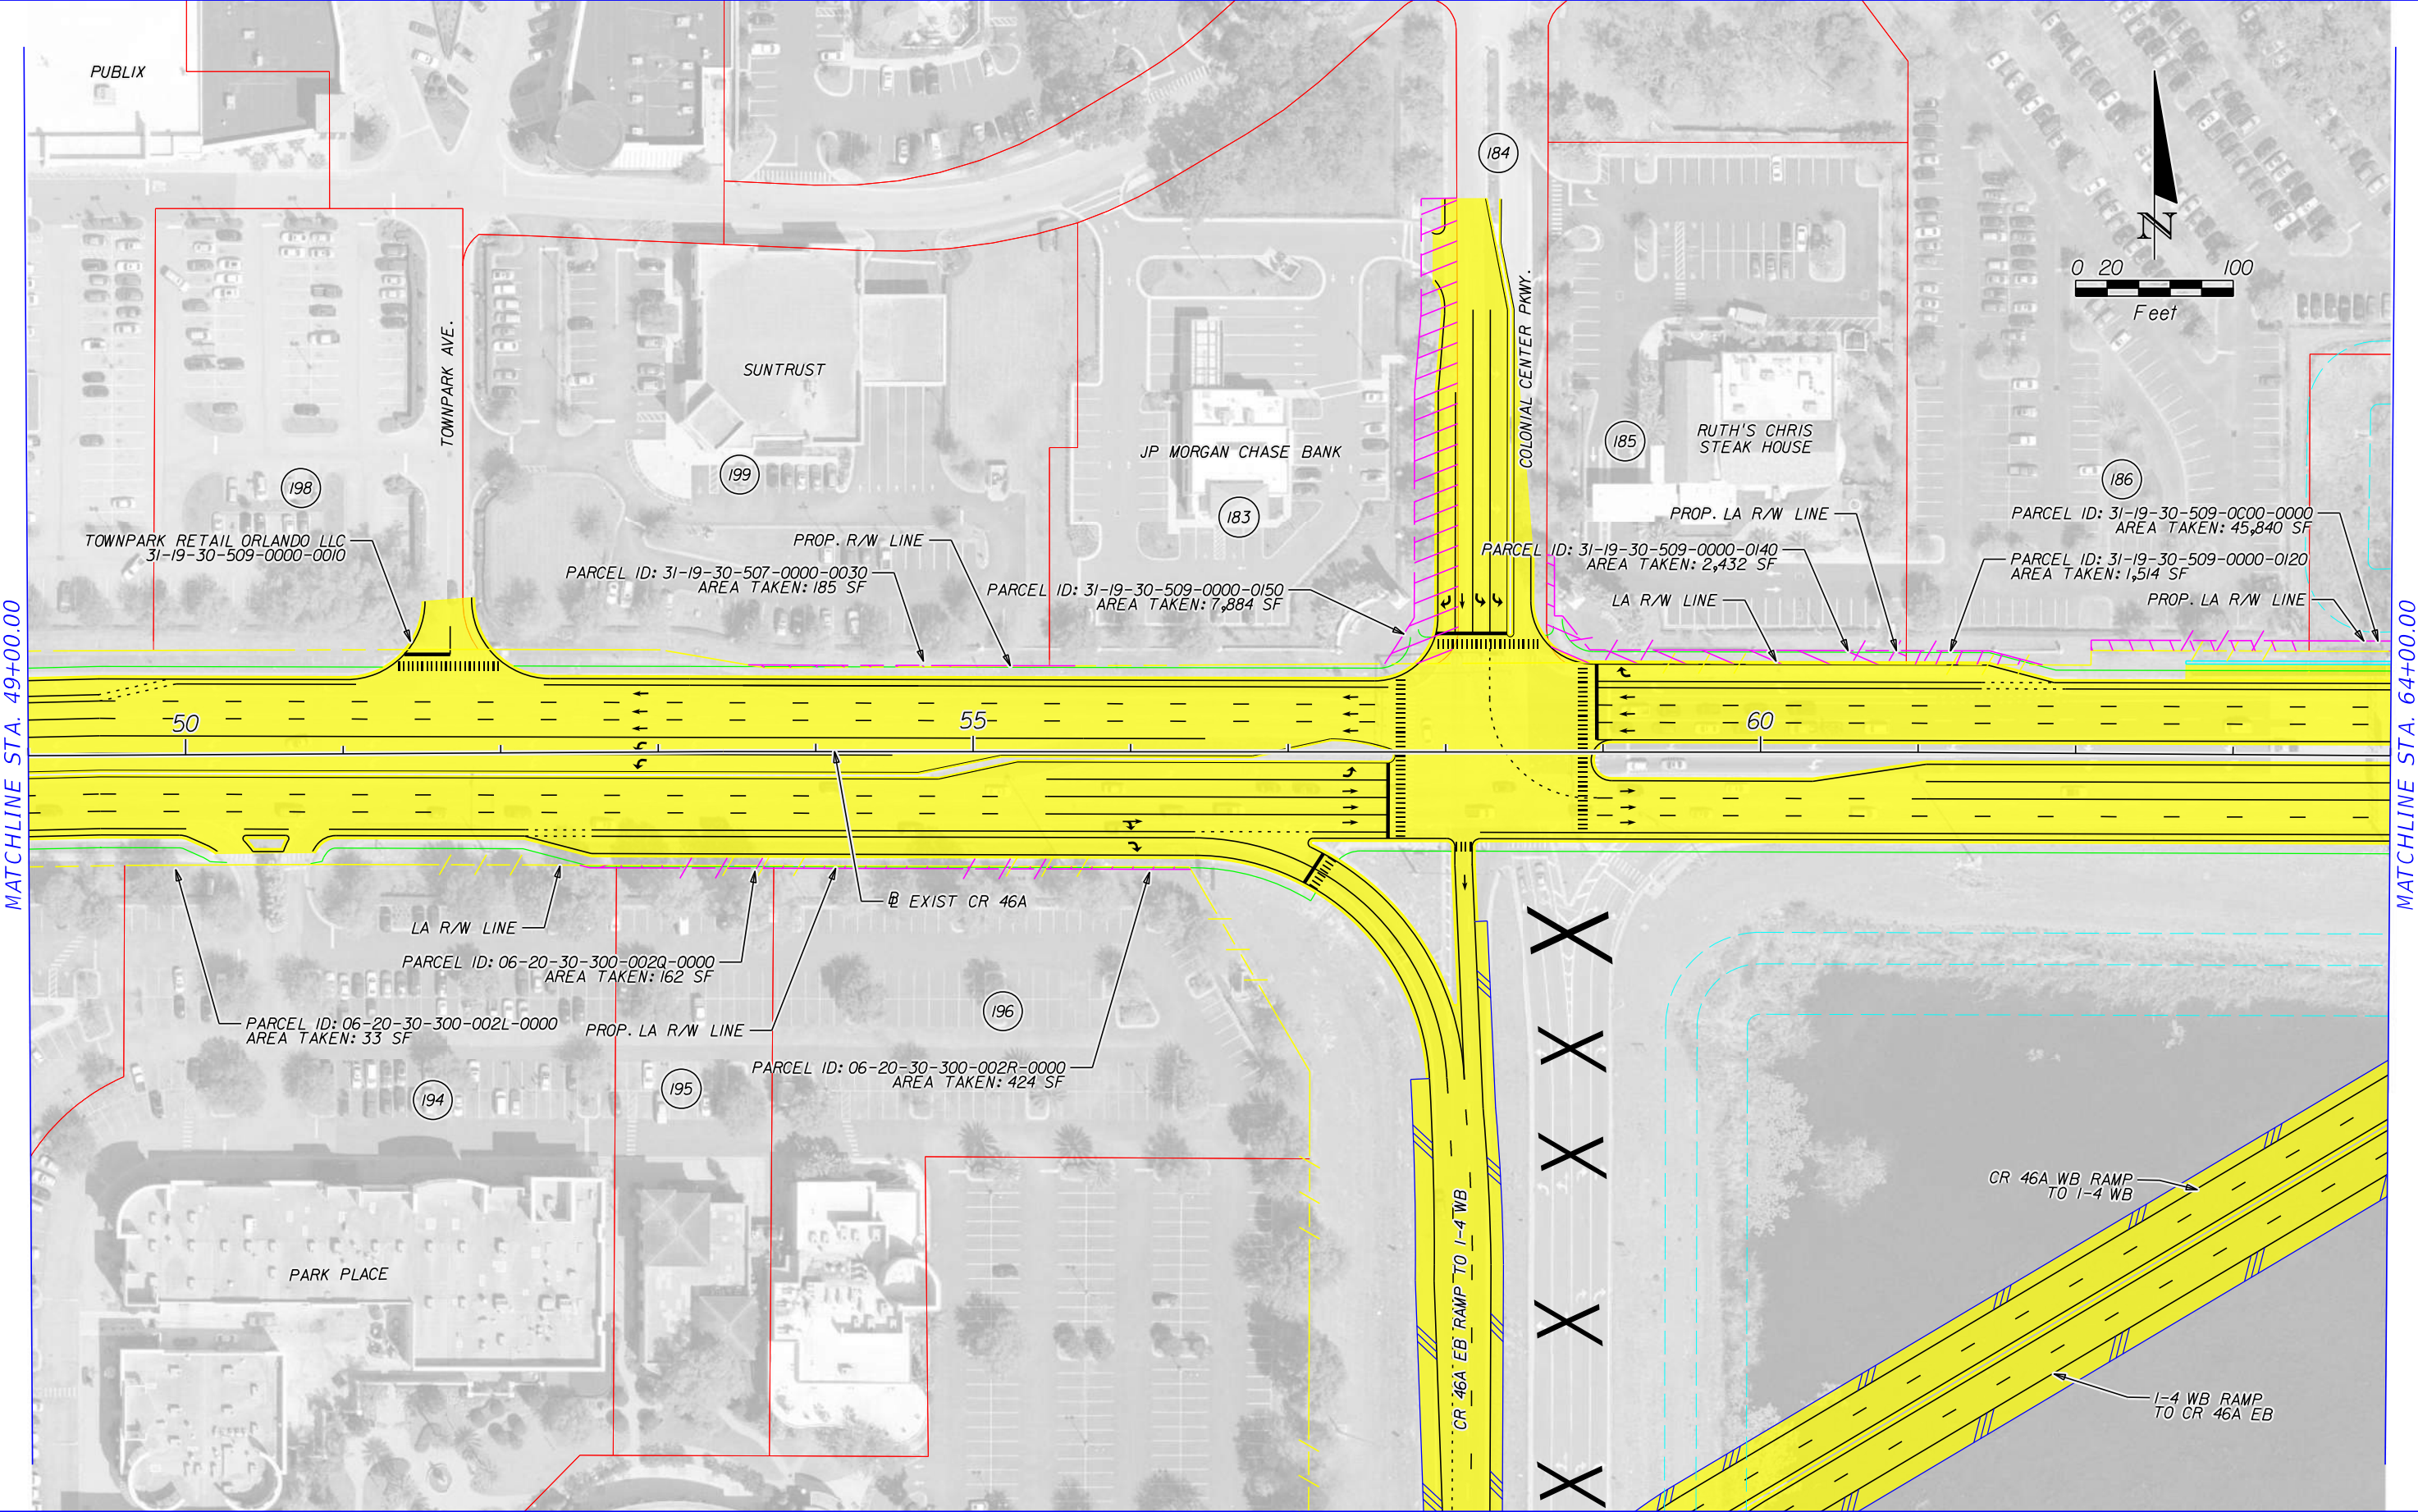 PUBLIX
184
N
0 20 100
Feet
TOWNPARK AVE.
SUNTRUST
COLONIAL CENTER PKWY.
JP MORGAN CHASE BANK
185
RUTH'S CHRIS
STEAK HOUSE
198
199
183
186
TOWNPARK RETAIL ORLANDO LLC
31-19-30-509-0000-0010
PARCEL ID: 31-19-30-507-0000-0030
AREA TAKEN: 185 SF
PROP. R/W LINE
PARCEL ID: 31-19-30-509-0000-0150
AREA TAKEN: 7,884 SF
PROP. LA R/W LINE
PARCEL ID: 31-19-30-509-0000-0140
AREA TAKEN: 2,432 SF
LA R/W LINE
PARCEL ID: 31-19-30-509-0C00-0000
AREA TAKEN: 45,840 SF
PARCEL ID: 31-19-30-509-0000-0120
AREA TAKEN: 1,514 SF
PROP. LA R/W LINE
MATCHLINE STA. 49+00.00
50
55
60
MATCHLINE STA. 64+00.00
EXIST CR 46A
LA R/W LINE
PARCEL ID: 06-20-30-300-002Q-0000
AREA TAKEN: 162 SF
PARCEL ID: 06-20-30-300-002L-0000
AREA TAKEN: 33 SF
PROP. LA R/W LINE
PARCEL ID: 06-20-30-300-002R-0000
AREA TAKEN: 424 SF
196
194
195
PARK PLACE
CR 46A EB RAMP TO I-4 WB
CR 46A WB RAMP
TO I-4 WB
I-4 WB RAMP
TO CR 46A EB